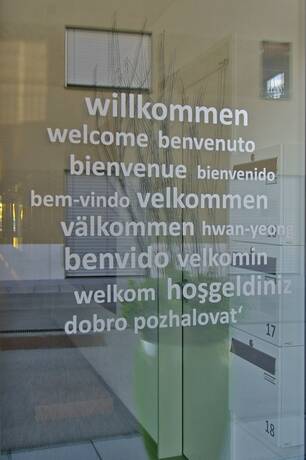 willkommen
welcome benvenuto
bienvenue bienvenido
bem-vindo velkommen
välkommen hwan-yeong
benvido velkomin
welkom hoşgeldiniz
dobro pozhalovat‘
17
18